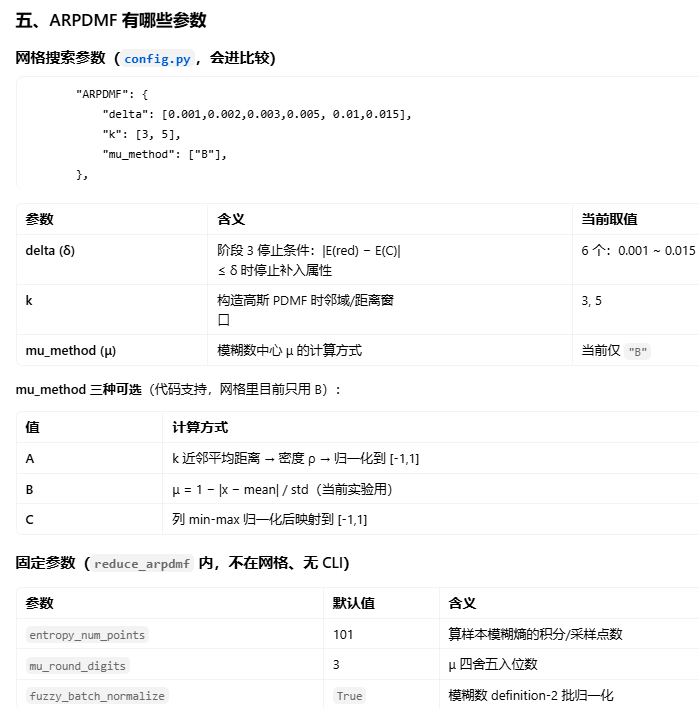 五、ARPDMF 有哪些参数
网格搜索参数（config.py，会进比较)
"ARPDMF": {
"delta": [0.001,0.002,0.003,0.005, 0.01,0.015],
"k": [3, 5],
"mu_method": ["B"],
},
参数 含义 当前取值
delta (δ) 阶段 3 停止条件：|E(red) − E(C)| 6 个：0.001 ~ 0.015
≤ δ 时停止补入属性
k 构造高斯 PDMF 时邻域/距离窗 3, 5
口
mu_method (μ) 模糊数中心 μ 的计算方式 当前仅 "B"
mu_method 三种可选（代码支持，网格里目前只用 B）：
值 计算方式
A k 近邻平均距离 → 密度 ρ → 归一化到 [-1,1]
B μ = 1 − |x − mean| / std（当前实验用）
C 列 min-max 归一化后映射到 [-1,1]
固定参数（reduce_arpdmf 内，不在网格、无 CLI)
参数 默认值 含义
entropy_num_points 101 算样本模糊熵的积分/采样点数
mu_round_digits 3 μ 四舍五入位数
fuzzy_batch_normalize True 模糊数 definition-2 批归一化